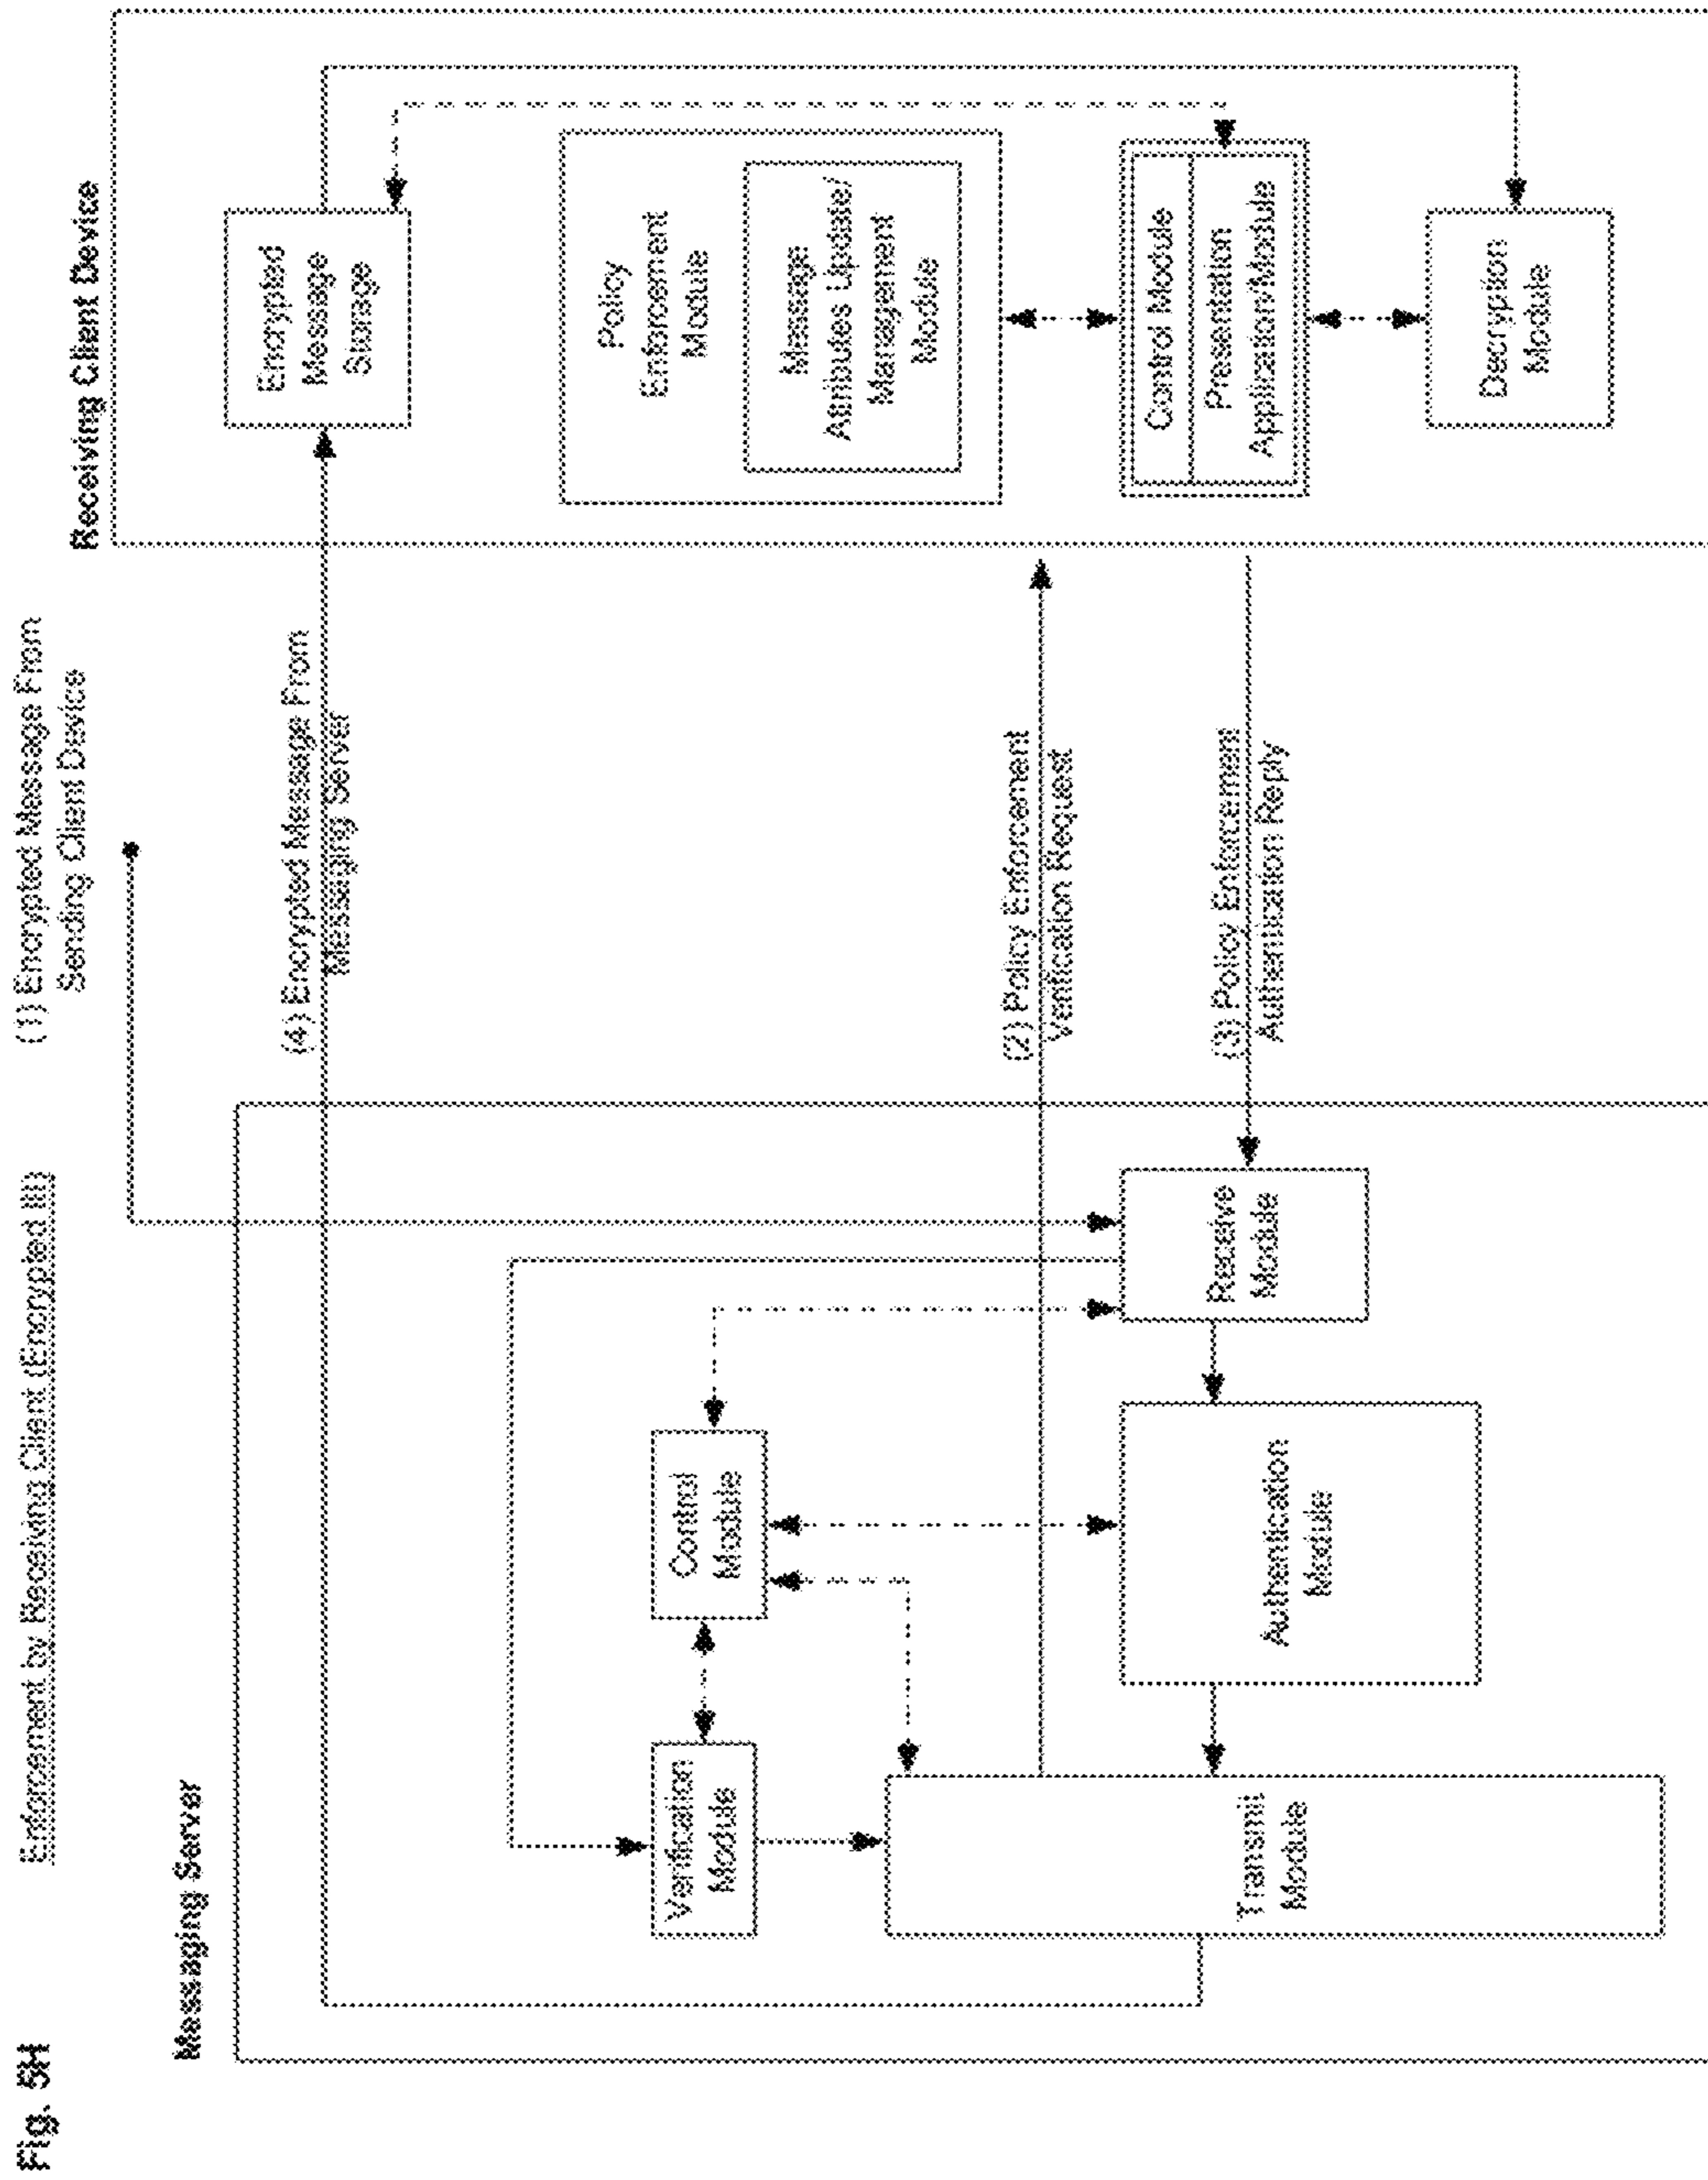 Fig. 5H
Enforcement by Receiving Client (Encrypted III)
(1) Encrypted Message From
Sending Client Device
Messaging Server
Receiving Client Device
(4) Encrypted Message From
Messaging Server
Encrypted
Message
Storage
Verification
Module
Control
Module
Policy
Enforcement
Module
Message
Attributes Update/
Management
Module
(2) Policy Enforcement
Verification Request
Transmit
Module
Authentication
Module
Receive
Module
(3) Policy Enforcement
Authentication Reply
Control Module
Presentation
Application/Module
Decryption
Module